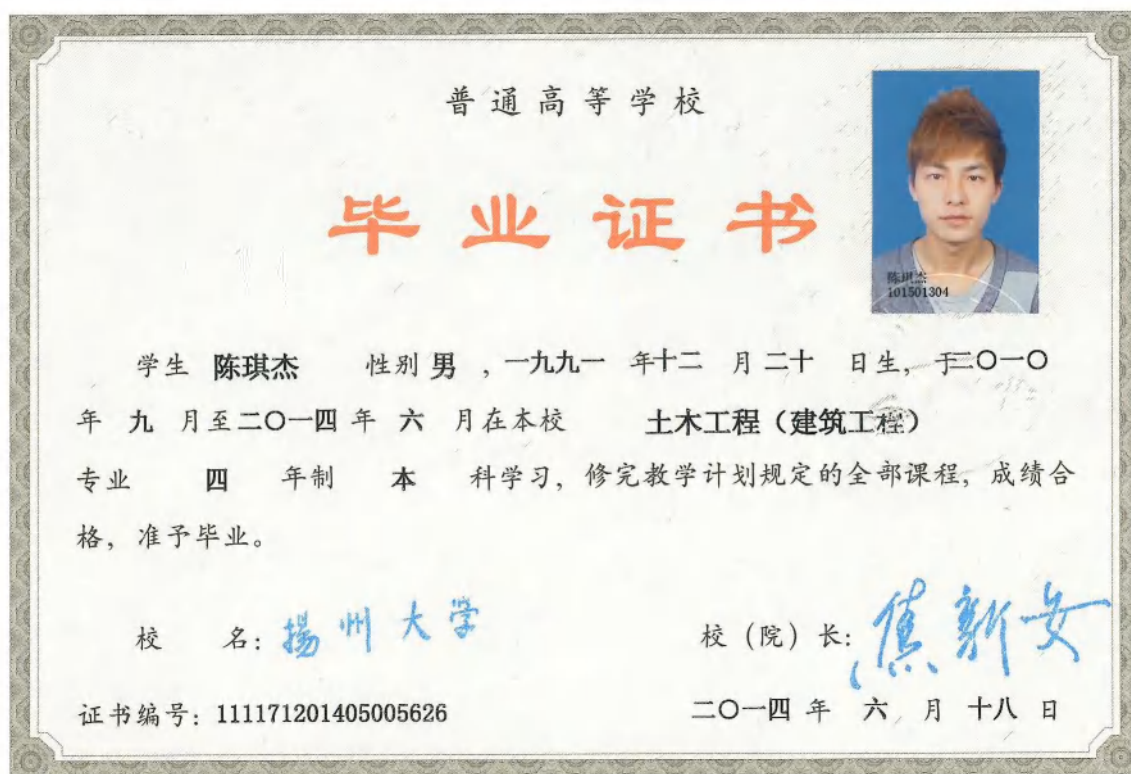 普通高等学校
毕业证书
陈琪杰
101501304
学生 陈琪杰 性别 男 ，一九九一 年十二 月二十 日生，于二〇一〇
年 九 月至二〇一四年 六 月在本校 土木工程（建筑工程）
专业 四 年制 本 科学习，修完教学计划规定的全部课程，成绩合
格，准予毕业。
校 名：揚州大学 校（院）长：焦新安
证书编号：111171201405005626 二〇一四 年 六 月 十八 日